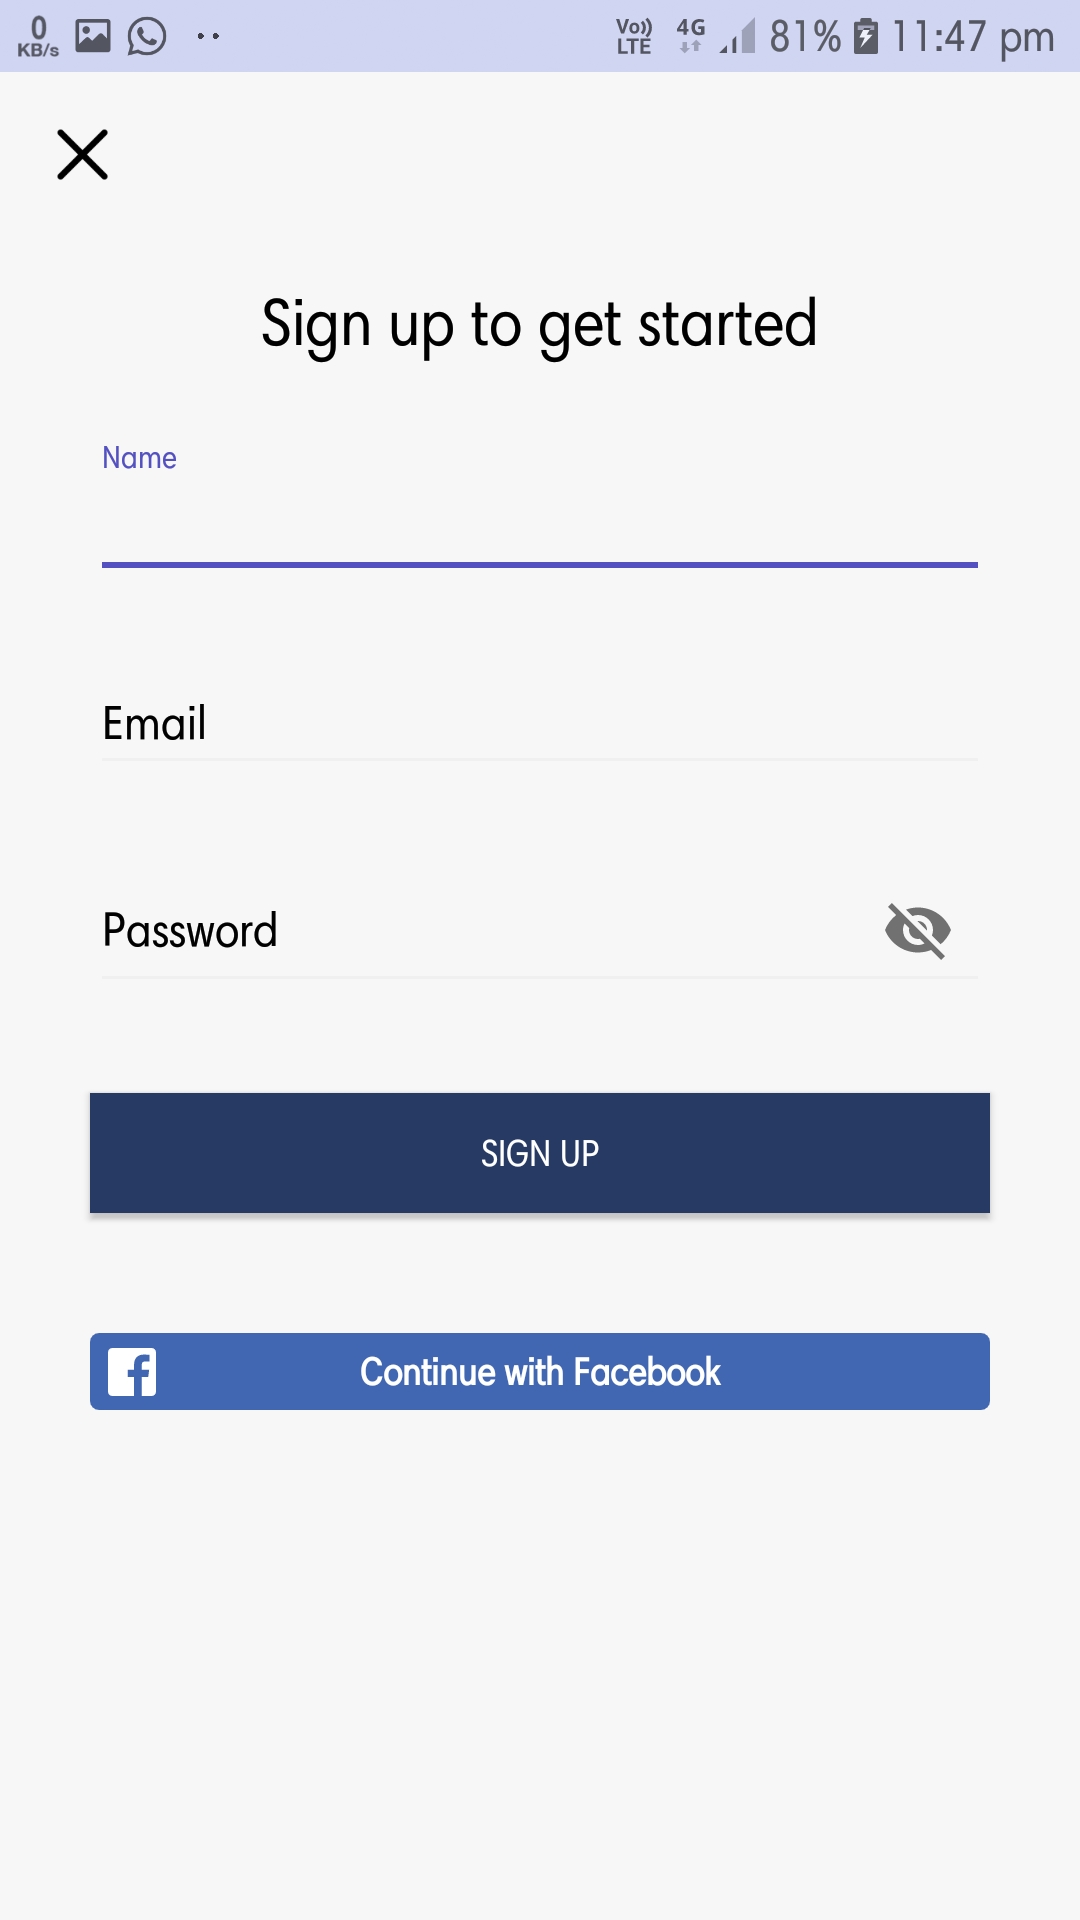 0
KB/s
Vo))
LTE
4G
81%
11:47 pm
Sign up to get started
Name
Email
Password
SIGN UP
Continue with Facebook